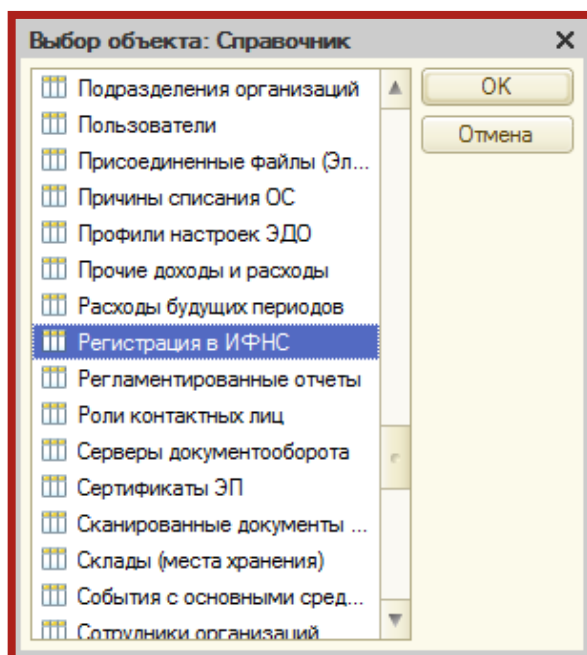 Выбор объекта: Справочник
Подразделения организаций
Пользователи
Присоединенные файлы (Эл...
Причины списания ОС
Профили настроек ЭДО
Прочие доходы и расходы
Расходы будущих периодов
Регистрация в ИФНС
Регламентированные отчеты
Роли контактных лиц
Серверы документооборота
Сертификаты ЭП
Сканированные документы ...
Склады (места хранения)
События с основными сред...
Сотрудники организаций
OK
Отмена